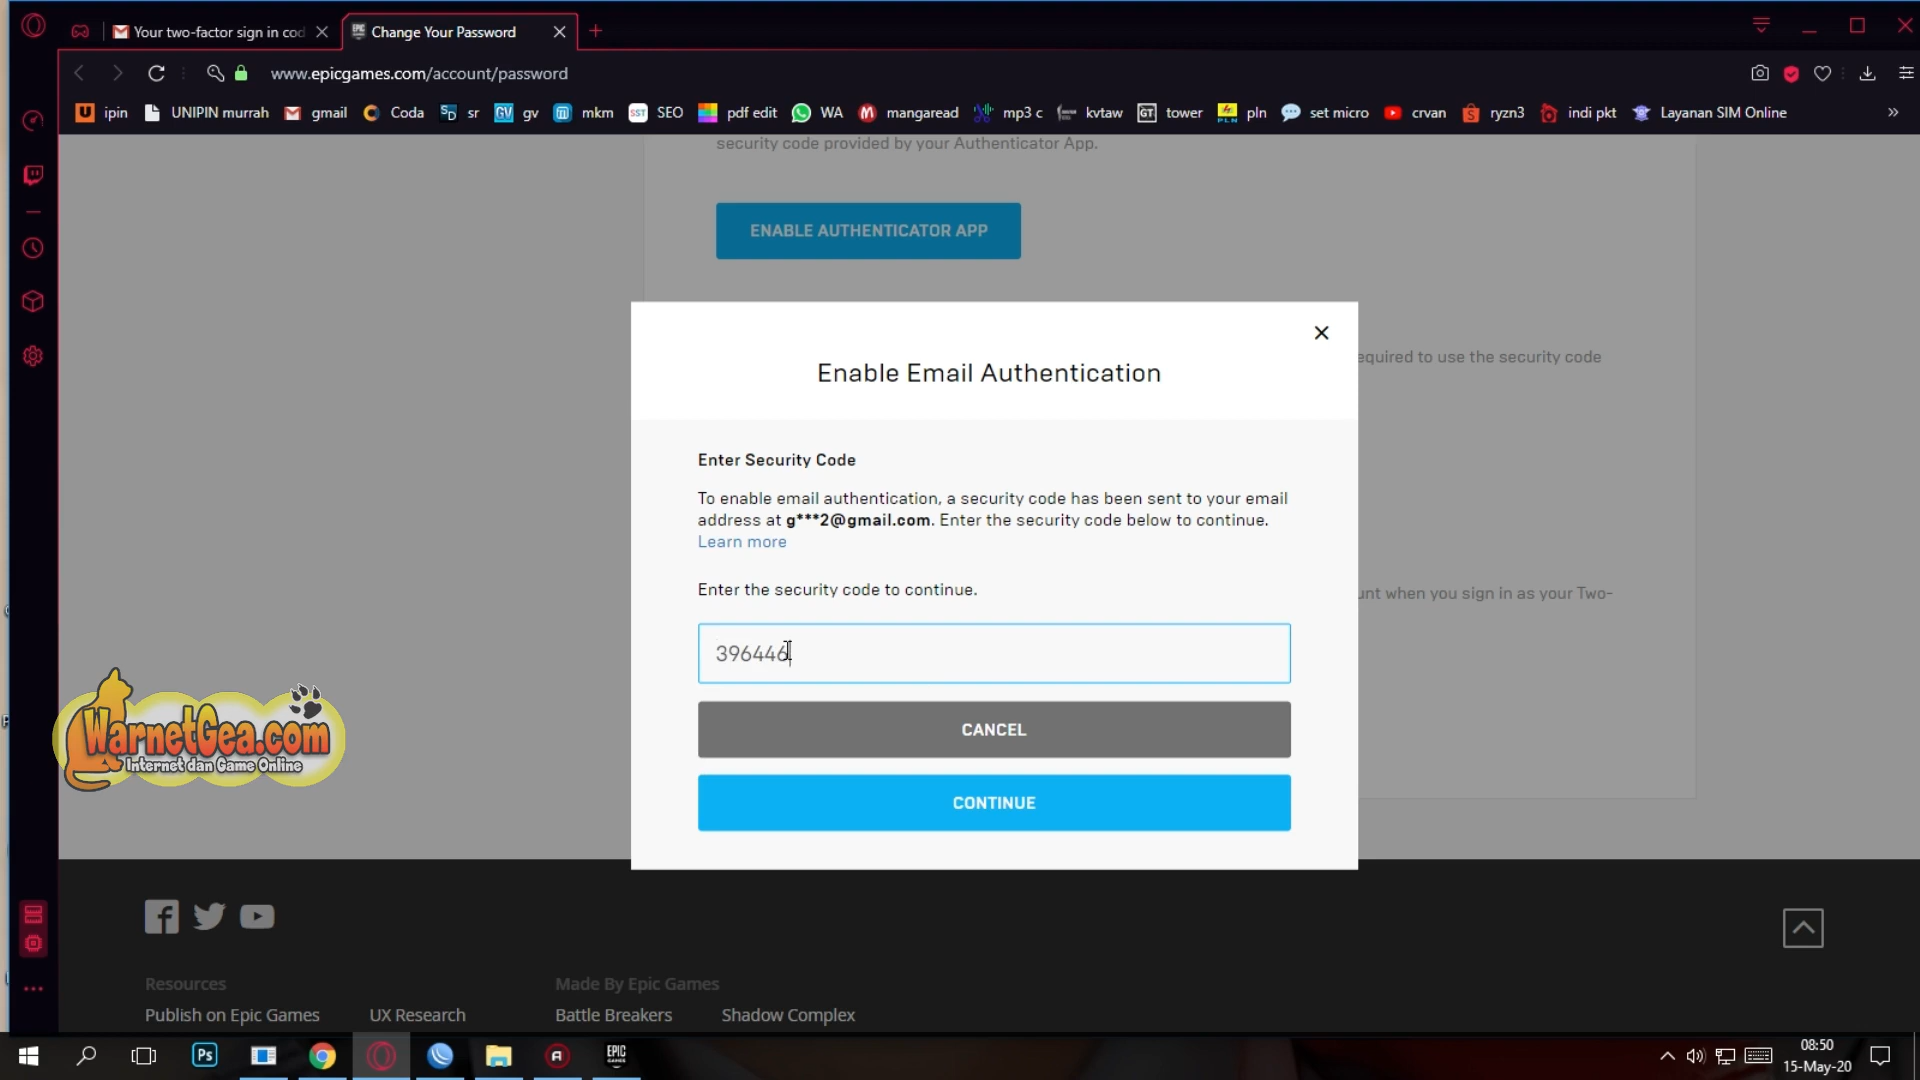 Your two-factor sign in cod
Change Your Password
www.epicgames.com/account/password
ipin
UNIPIN murrah
gmail
Coda
sr
gv
mkm
SEO
pdf edit
WA
mangaread
mp3 c
kvtaw
tower
pln
set micro
crvan
ryzn3
indi pkt
Layanan SIM Online
security code provided by your Authenticator App.
ENABLE AUTHENTICATOR APP
equired to use the security code
Enable Email Authentication
Enter Security Code
To enable email authentication, a security code has been sent to your email
address at g***2@gmail.com. Enter the security code below to continue.
Learn more
Enter the security code to continue.
unt when you sign in as your Two-
396446
CANCEL
CONTINUE
WarnetGea.com
Internet dan Game Online
Resources
Made By Epic Games
Publish on Epic Games
UX Research
Battle Breakers
Shadow Complex
Ps
EPIC
GAMES
08:50
15-May-20